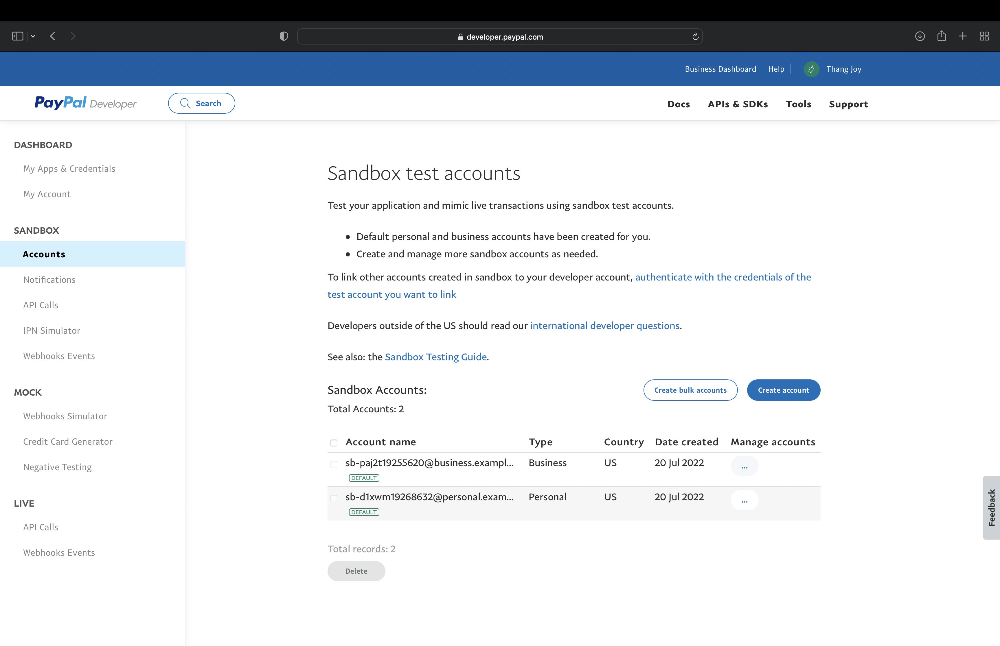 developer.paypal.com
Business Dashboard Help Thang Joy
PayPal Developer Search Docs APIs & SDKs Tools Support
DASHBOARD
My Apps & Credentials
My Account
SANDBOX
Accounts
Notifications
API Calls
IPN Simulator
Webhooks Events
MOCK
Webhooks Simulator
Credit Card Generator
Negative Testing
LIVE
API Calls
Webhooks Events
Sandbox test accounts
Test your application and mimic live transactions using sandbox test accounts.
Default personal and business accounts have been created for you.
Create and manage more sandbox accounts as needed.
To link other accounts created in sandbox to your developer account, authenticate with the credentials of the
test account you want to link
Developers outside of the US should read our international developer questions.
See also: the Sandbox Testing Guide.
Sandbox Accounts: Create bulk accounts Create account
Total Accounts: 2
Account name Type Country Date created Manage accounts
sb-paj2t19255620@business.exampl... Business US 20 Jul 2022 ...
DEFAULT
sb-d1xwm19268632@personal.exam... Personal US 20 Jul 2022 ...
DEFAULT
Total records: 2
Delete
Feedback